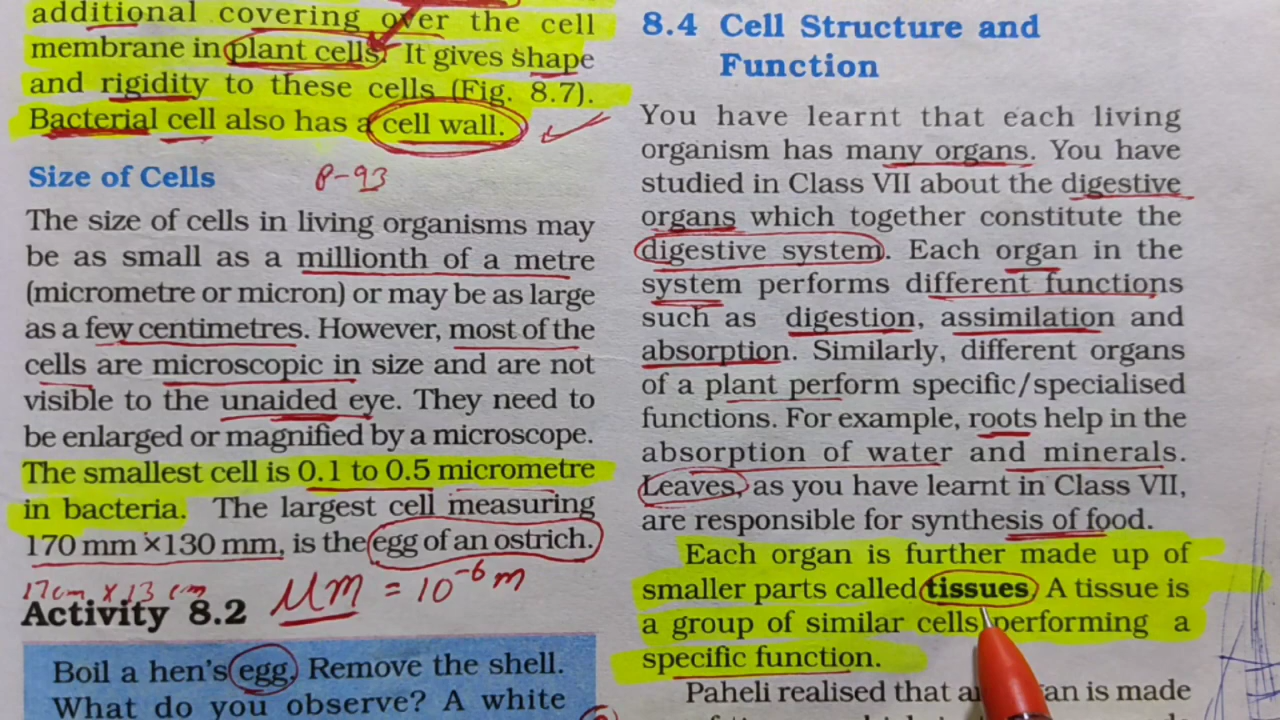 additional covering over the cell
membrane in plant cells. It gives shape
and rigidity to these cells (Fig. 8.7).
Bacterial cell also has a cell wall.
Size of Cells P-93
The size of cells in living organisms may
be as small as a millionth of a metre
(micrometre or micron) or may be as large
as a few centimetres. However, most of the
cells are microscopic in size and are not
visible to the unaided eye. They need to
be enlarged or magnified by a microscope.
The smallest cell is 0.1 to 0.5 micrometre
in bacteria. The largest cell measuring
170 mm ×130 mm, is the egg of an ostrich.
17cm x 13 cm
μm = 10⁻⁶ m
Activity 8.2
Boil a hen's egg. Remove the shell.
What do you observe? A white
8.4 Cell Structure and
Function
You have learnt that each living
organism has many organs. You have
studied in Class VII about the digestive
organs which together constitute the
digestive system. Each organ in the
system performs different functions
such as digestion, assimilation and
absorption. Similarly, different organs
of a plant perform specific/specialised
functions. For example, roots help in the
absorption of water and minerals.
Leaves, as you have learnt in Class VII,
are responsible for synthesis of food.
Each organ is further made up of
smaller parts called tissues. A tissue is
a group of similar cells performing a
specific function.
Paheli realised that an organ is made